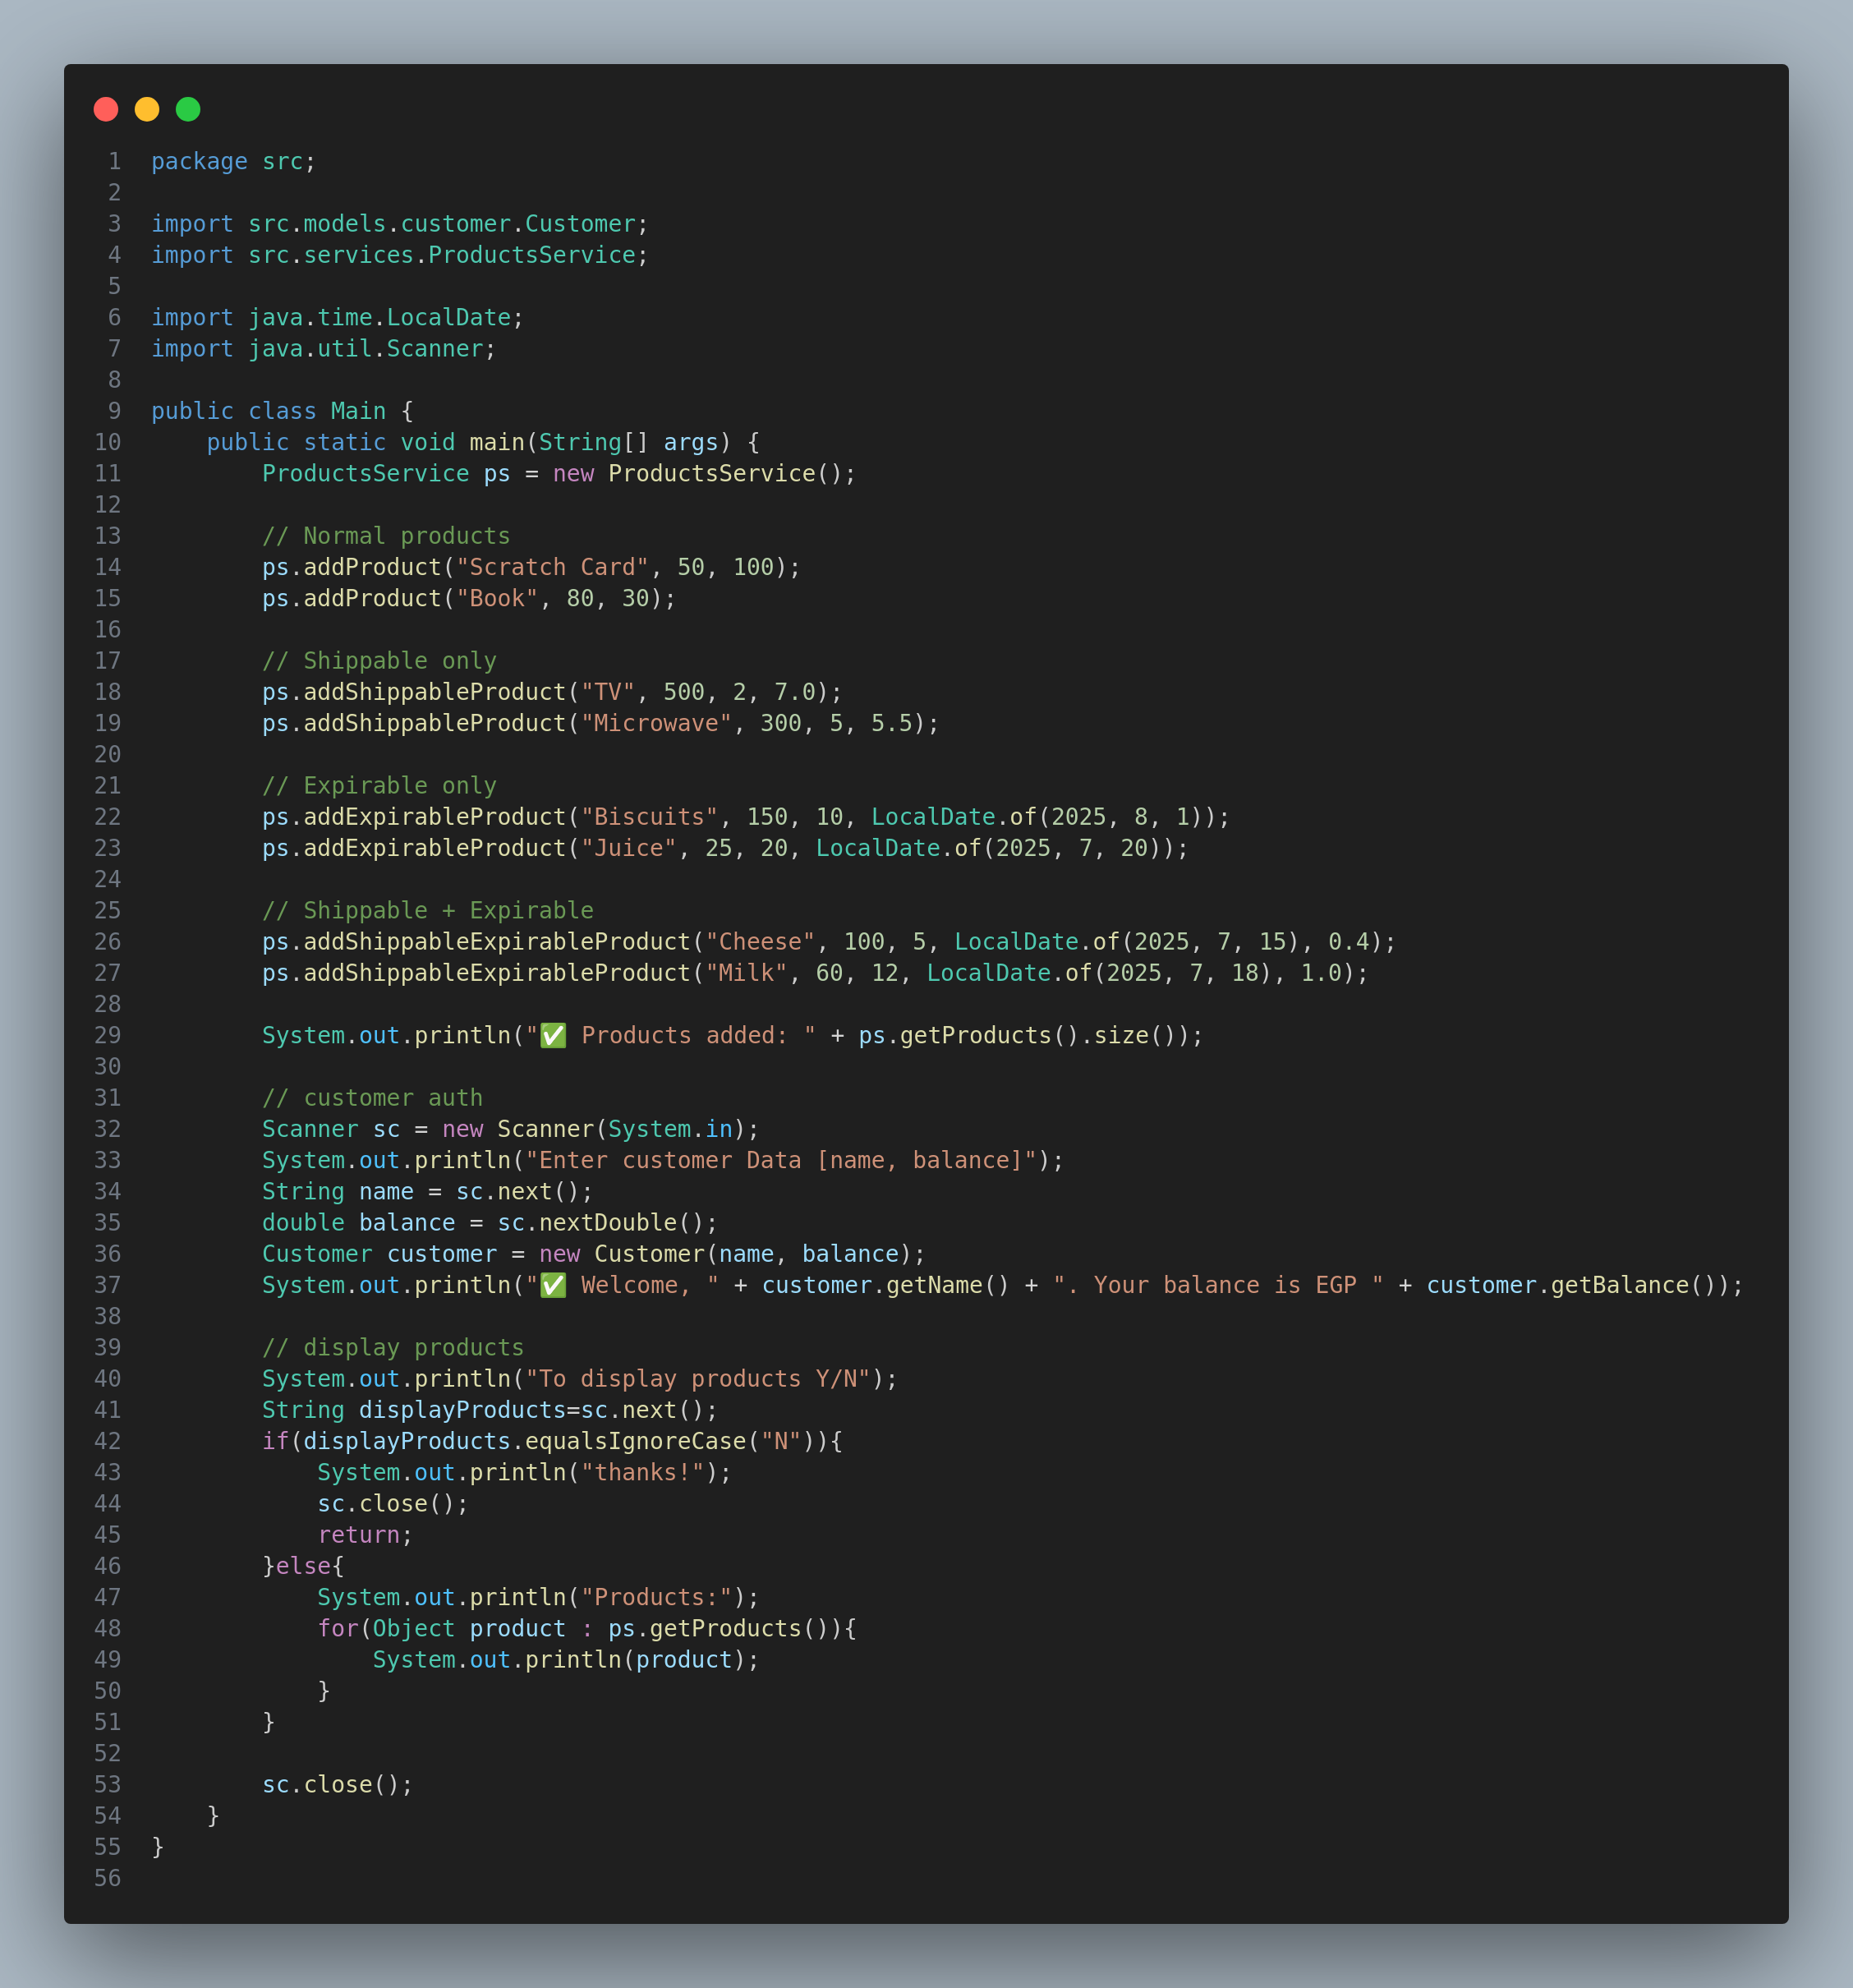 1 package src;
2
3 import src.models.customer.Customer;
4 import src.services.ProductsService;
5
6 import java.time.LocalDate;
7 import java.util.Scanner;
8
9 public class Main {
10     public static void main(String[] args) {
11         ProductsService ps = new ProductsService();
12
13         // Normal products
14         ps.addProduct("Scratch Card", 50, 100);
15         ps.addProduct("Book", 80, 30);
16
17         // Shippable only
18         ps.addShippableProduct("TV", 500, 2, 7.0);
19         ps.addShippableProduct("Microwave", 300, 5, 5.5);
20
21         // Expirable only
22         ps.addExpirableProduct("Biscuits", 150, 10, LocalDate.of(2025, 8, 1));
23         ps.addExpirableProduct("Juice", 25, 20, LocalDate.of(2025, 7, 20));
24
25         // Shippable + Expirable
26         ps.addShippableExpirableProduct("Cheese", 100, 5, LocalDate.of(2025, 7, 15), 0.4);
27         ps.addShippableExpirableProduct("Milk", 60, 12, LocalDate.of(2025, 7, 18), 1.0);
28
29         System.out.println("✅ Products added: " + ps.getProducts().size());
30
31         // customer auth
32         Scanner sc = new Scanner(System.in);
33         System.out.println("Enter customer Data [name, balance]");
34         String name = sc.next();
35         double balance = sc.nextDouble();
36         Customer customer = new Customer(name, balance);
37         System.out.println("✅ Welcome, " + customer.getName() + ". Your balance is EGP " + customer.getBalance());
38
39         // display products
40         System.out.println("To display products Y/N");
41         String displayProducts=sc.next();
42         if(displayProducts.equalsIgnoreCase("N")){
43             System.out.println("thanks!");
44             sc.close();
45             return;
46         }else{
47             System.out.println("Products:");
48             for(Object product : ps.getProducts()){
49                 System.out.println(product);
50             }
51         }
52
53         sc.close();
54     }
55 }
56